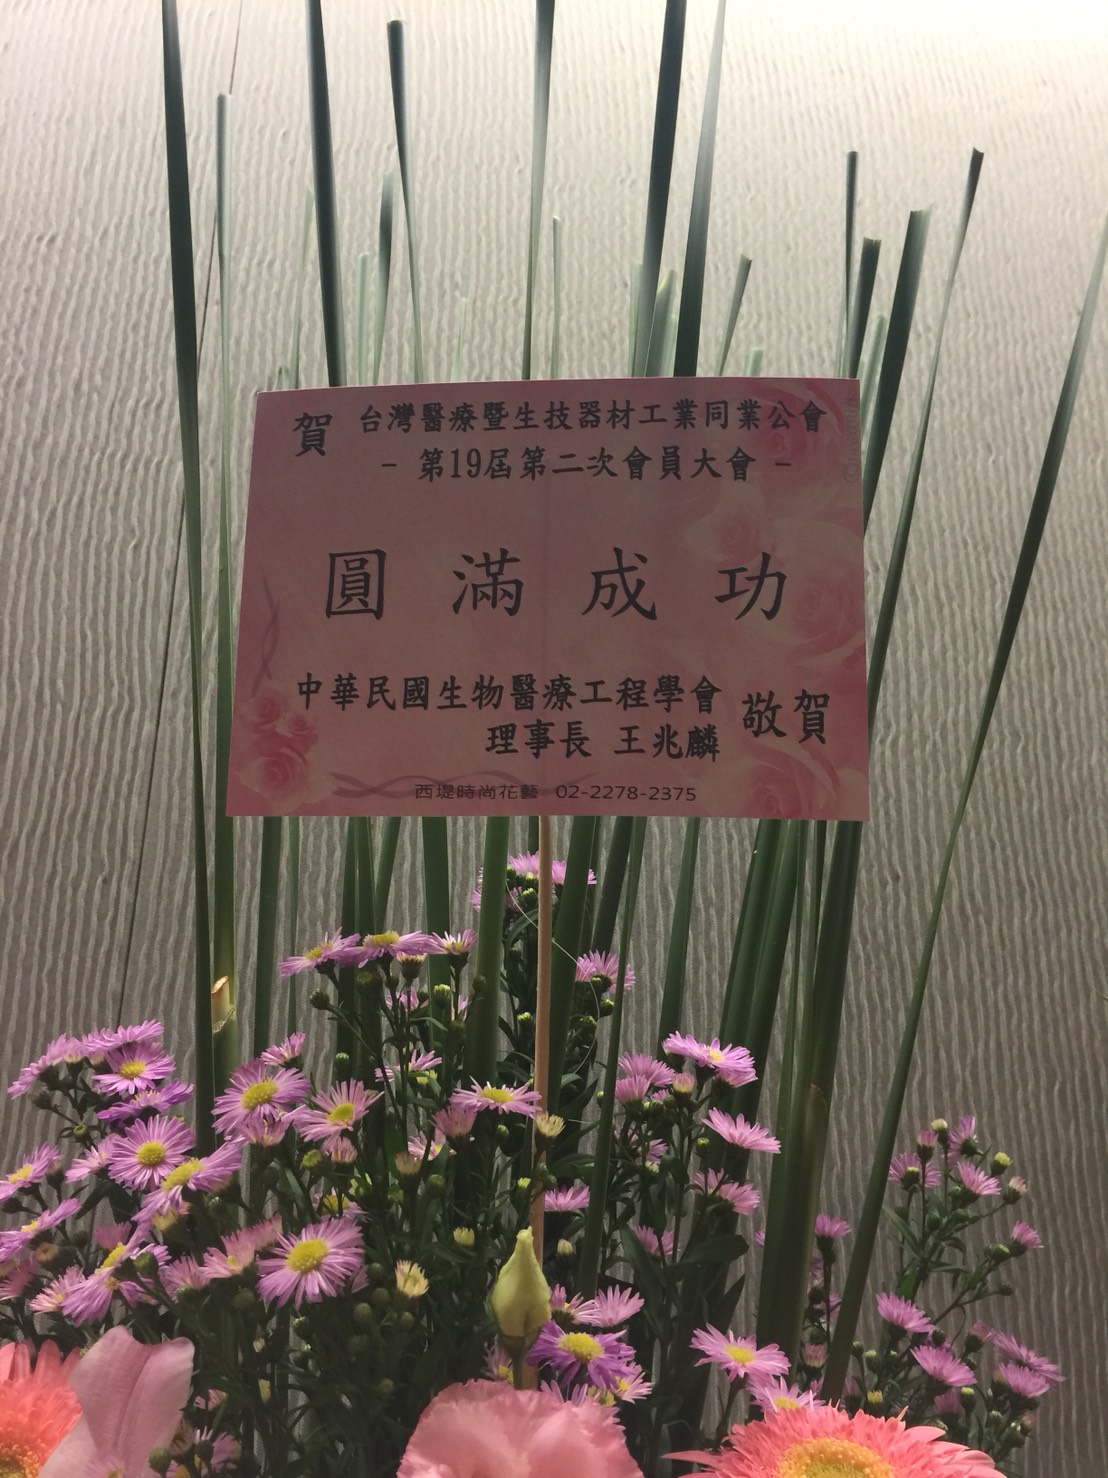 賀 台灣醫療暨生技器材工業同業公會
- 第19屆第二次會員大會 -
圓滿成功
中華民國生物醫療工程學會
理事長 王兆麟 敬賀
西堤時尚花藝 02-2278-2375